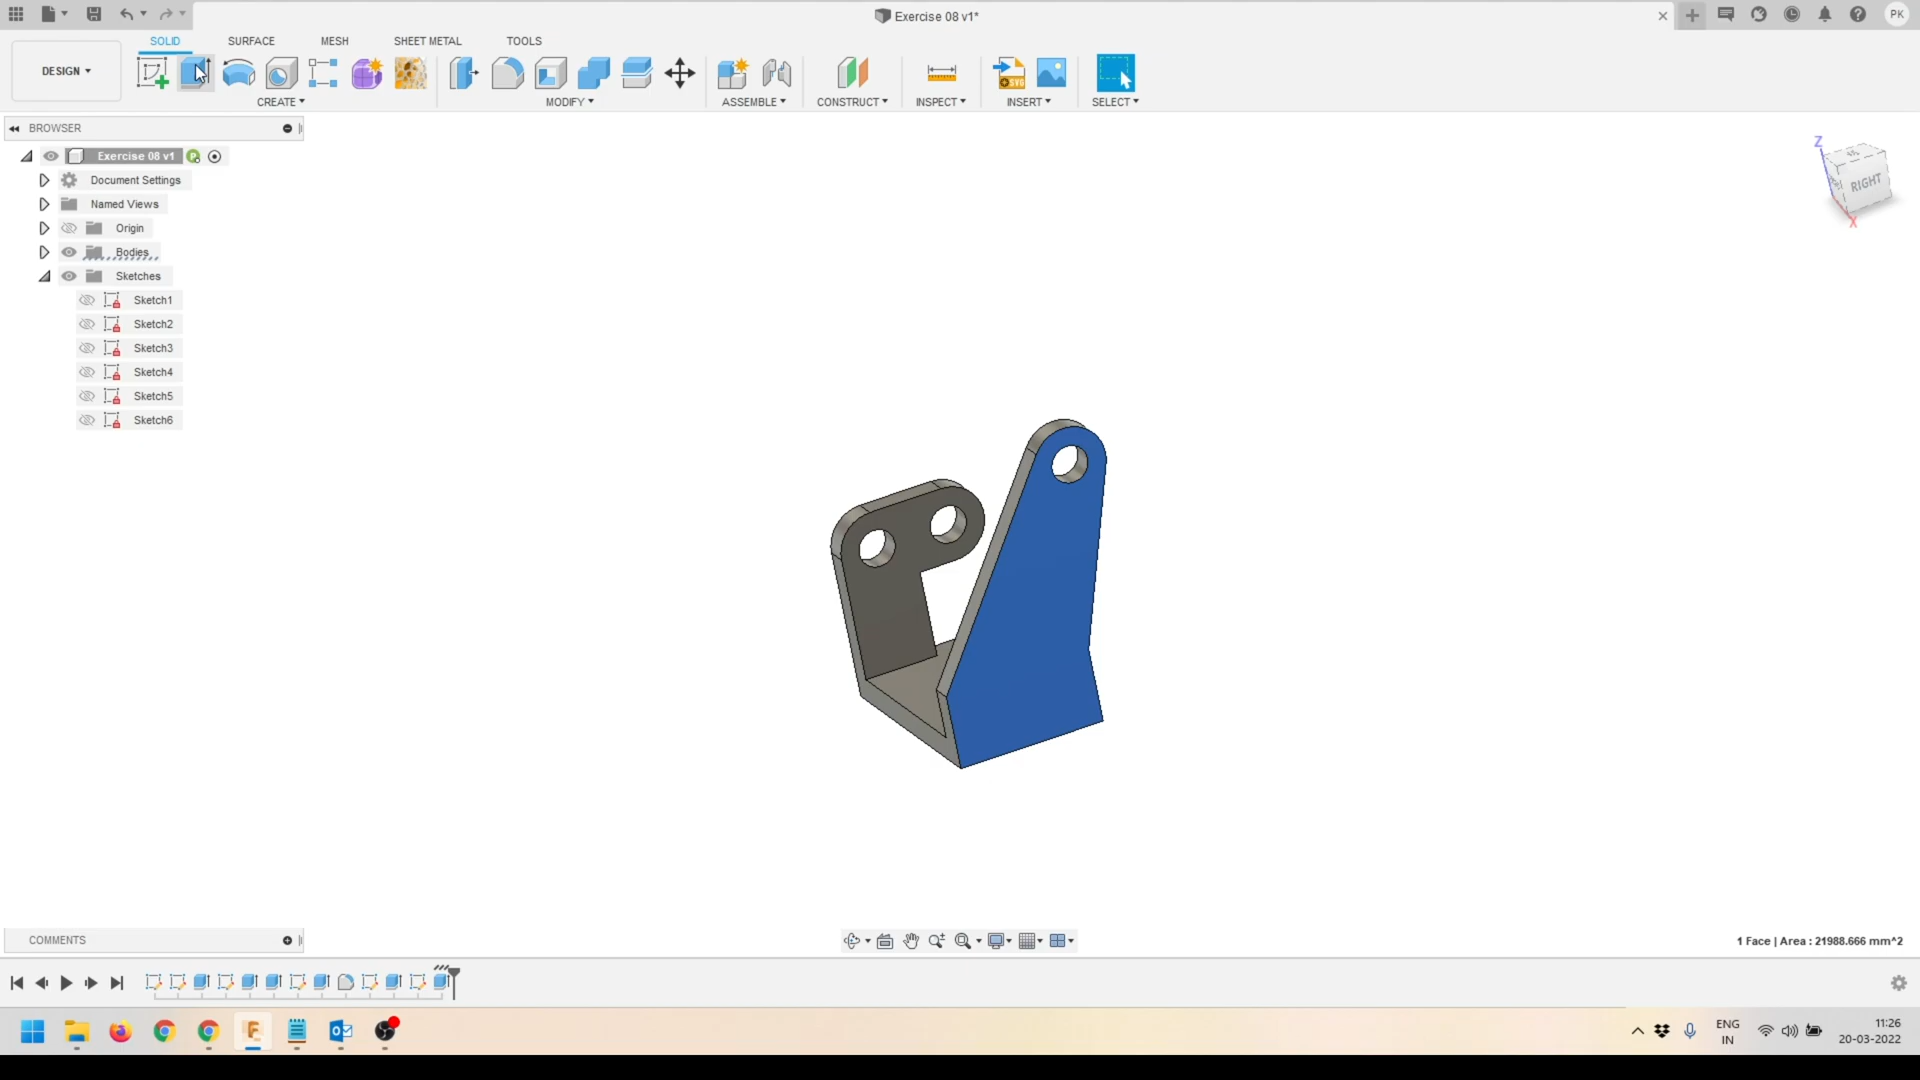 Exercise 08 v1*
PK
DESIGN
SOLID
SURFACE
MESH
SHEET METAL
TOOLS
CREATE
MODIFY
ASSEMBLE
CONSTRUCT
INSPECT
INSERT
SELECT
BROWSER
Exercise 08 v1
Document Settings
Named Views
Origin
Bodies
Sketches
Sketch1
Sketch2
Sketch3
Sketch4
Sketch5
Sketch6
Z
RIGHT
X
COMMENTS
1 Face | Area : 21988.666 mm^2
ENG
IN
11:26
20-03-2022